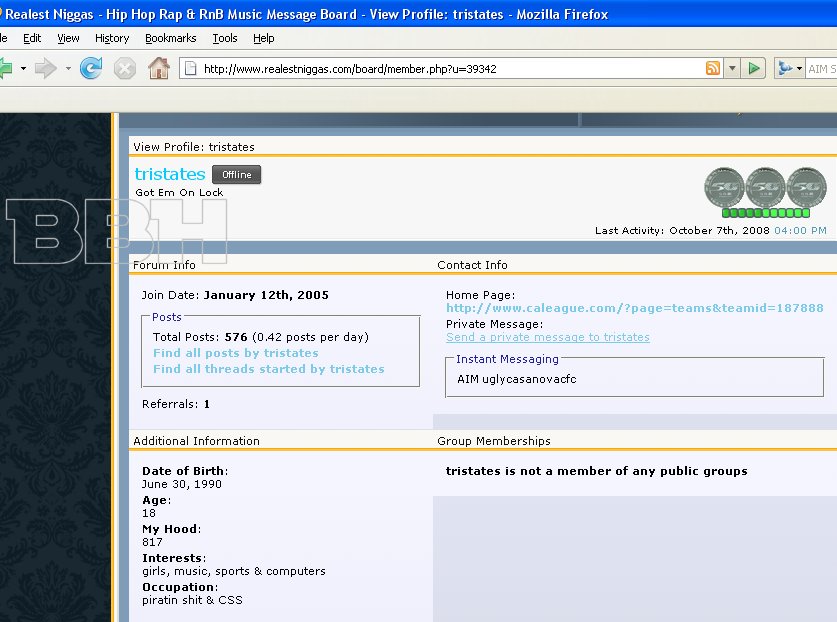 Realest Niggas - Hip Hop Rap & RnB Music Message Board - View Profile: tristates - Mozilla Firefox
Edit View History Bookmarks Tools Help
http://www.realestniggas.com/board/member.php?u=39342
AIM S
View Profile: tristates
tristates Offline
Got Em On Lock
Last Activity: October 7th, 2008 04:00 PM
BBH
Forum Info
Join Date: January 12th, 2005
Posts
Total Posts: 576 (0.42 posts per day)
Find all posts by tristates
Find all threads started by tristates
Referrals: 1
Contact Info
Home Page:
http://www.caleague.com/?page=teams&teamid=187888
Private Message:
Send a private message to tristates
Instant Messaging
AIM uglycasanovacfc
Additional Information
Date of Birth:
June 30, 1990
Age:
18
My Hood:
817
Interests:
girls, music, sports & computers
Occupation:
piratin shit & CSS
Group Memberships
tristates is not a member of any public groups